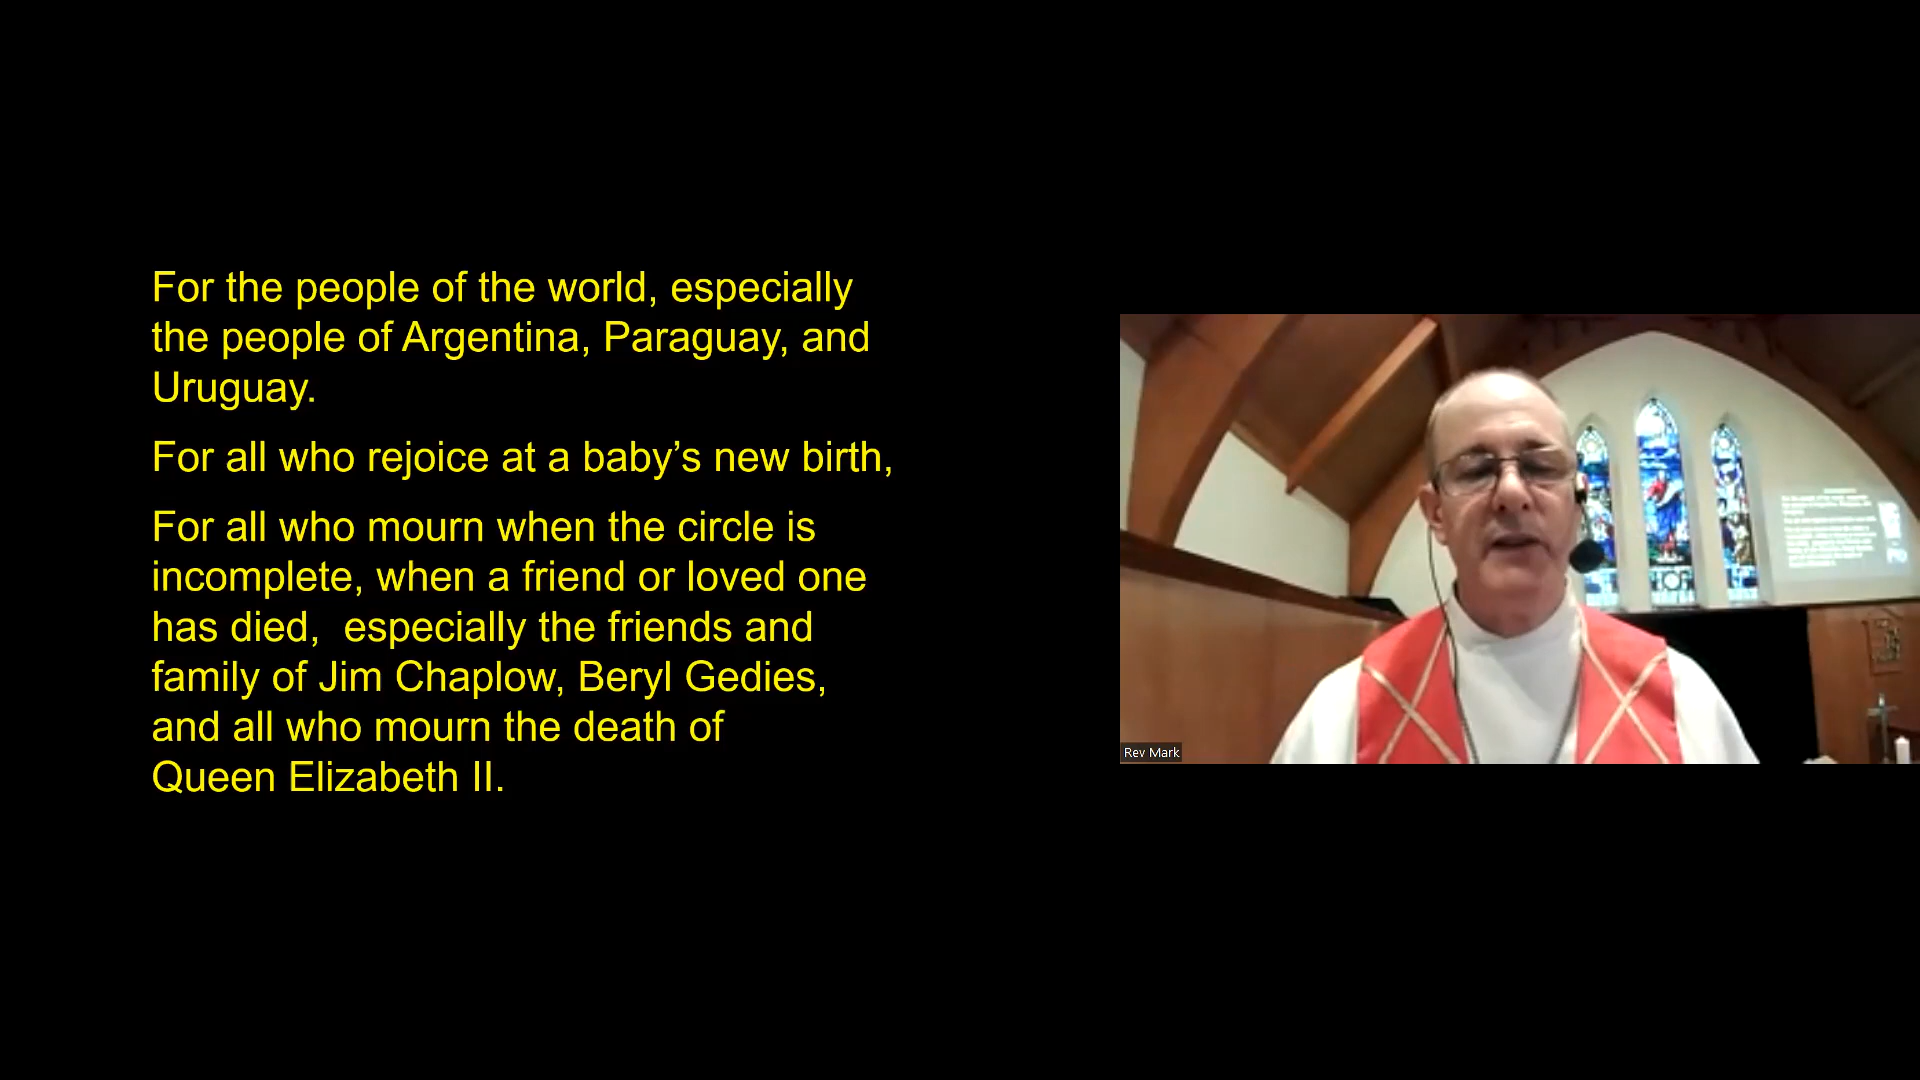 For the people of the world, especially
the people of Argentina, Paraguay, and
Uruguay.
For all who rejoice at a baby’s new birth,
For all who mourn when the circle is
incomplete, when a friend or loved one
has died,  especially the friends and
family of Jim Chaplow, Beryl Gedies,
and all who mourn the death of
Queen Elizabeth II.
Rev Mark